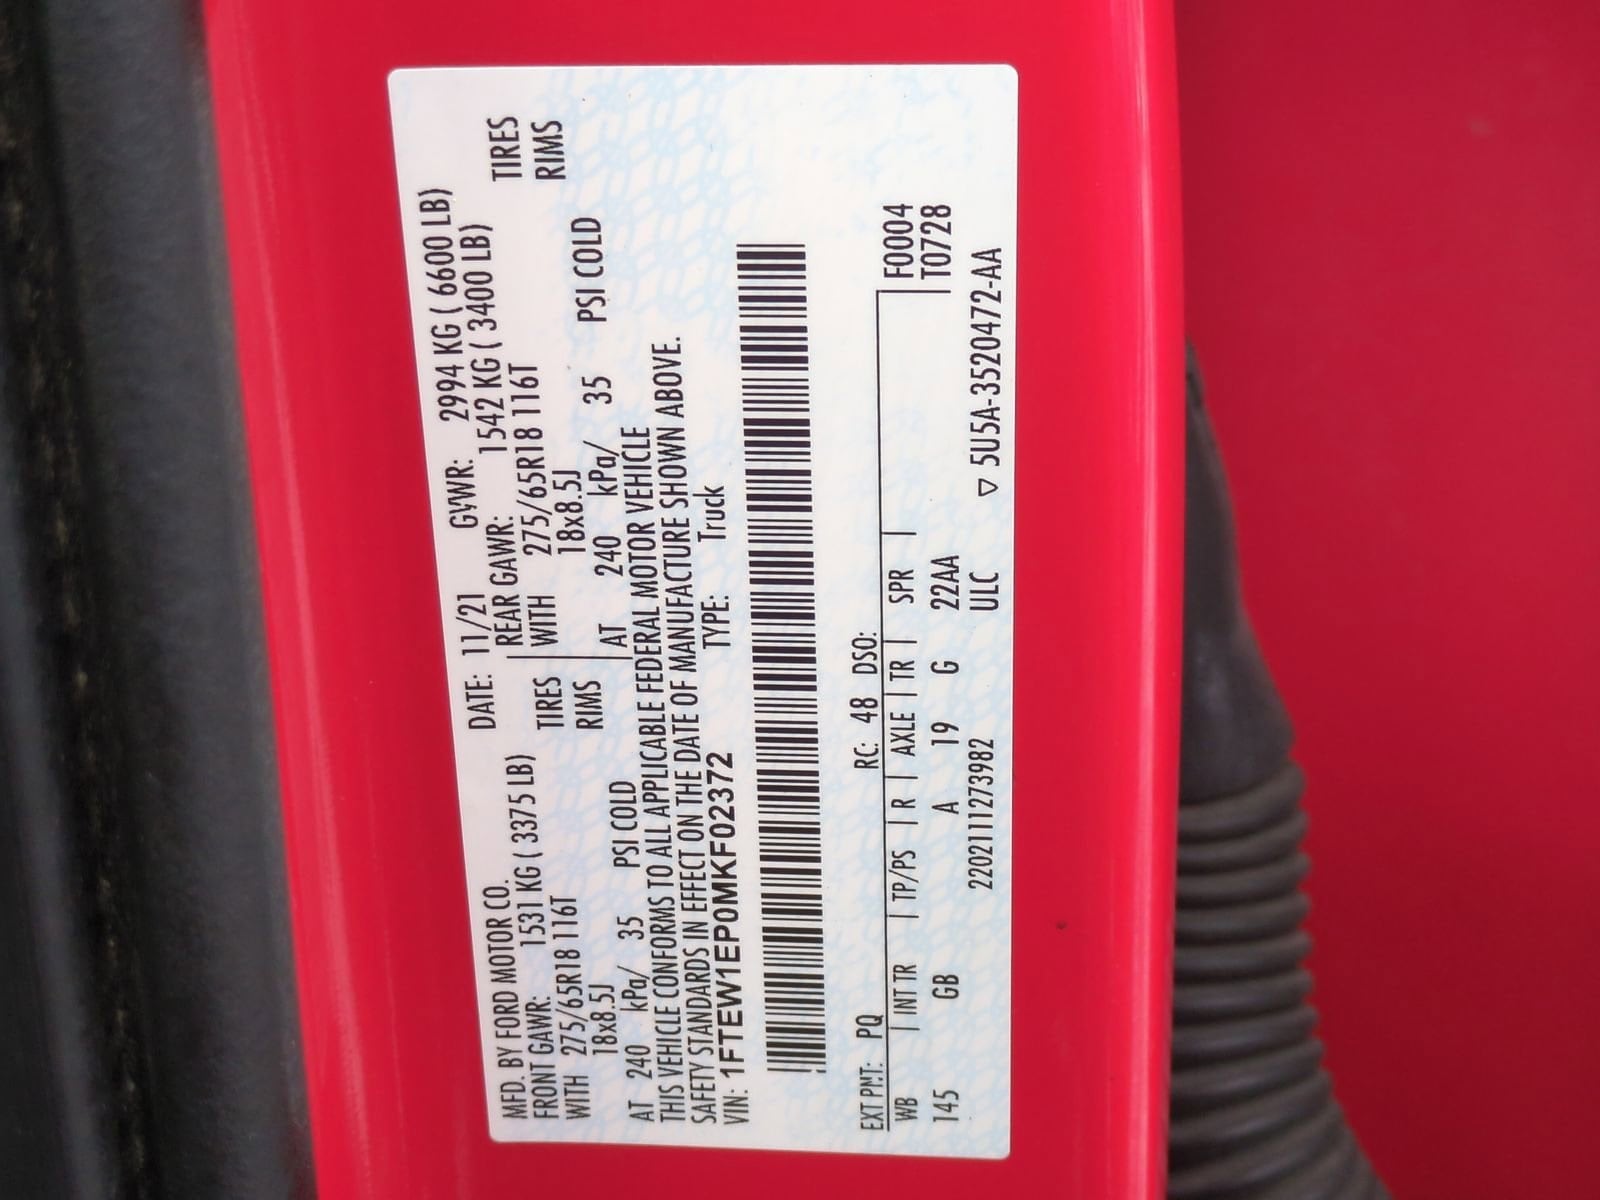 MFD. BY FORD MOTOR CO.
DATE: 11/21 GVWR: 2994 KG ( 6600 LB)
FRONT GAWR: 1531 KG ( 3375 LB) REAR GAWR: 1542 KG ( 3400 LB)
WITH 275/65R18 116T TIRES WITH 275/65R18 116T TIRES
18x8.5J RIMS 18x8.5J RIMS
AT 240 kPa/ 35 PSI COLD AT 240 kPa/ 35 PSI COLD
THIS VEHICLE CONFORMS TO ALL APPLICABLE FEDERAL MOTOR VEHICLE
SAFETY STANDARDS IN EFFECT ON THE DATE OF MANUFACTURE SHOWN ABOVE.
VIN: 1FTEW1EP0MKF02372 TYPE: Truck
EXT PNT: PQ RC: 48 DSO:
WB INT TR TP/PS R AXLE TR SPR F0004
145 GB A 19 G 22AA T0728
2202111273982 ULC ▽ 5U5A-3520472-AA